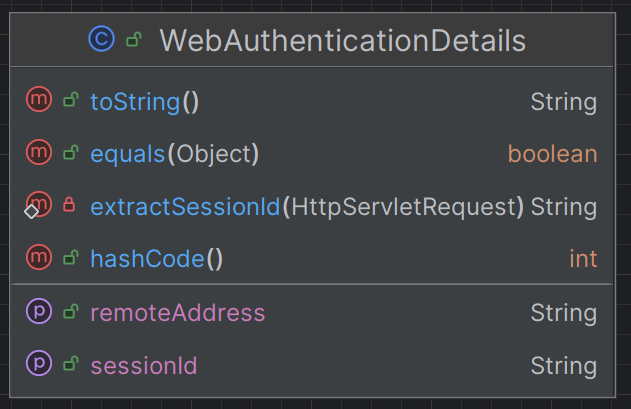 C WebAuthenticationDetails
m toString() String
m equals(Object) boolean
m extractSessionId(HttpServletRequest) String
m hashCode() int
p remoteAddress String
p sessionId String